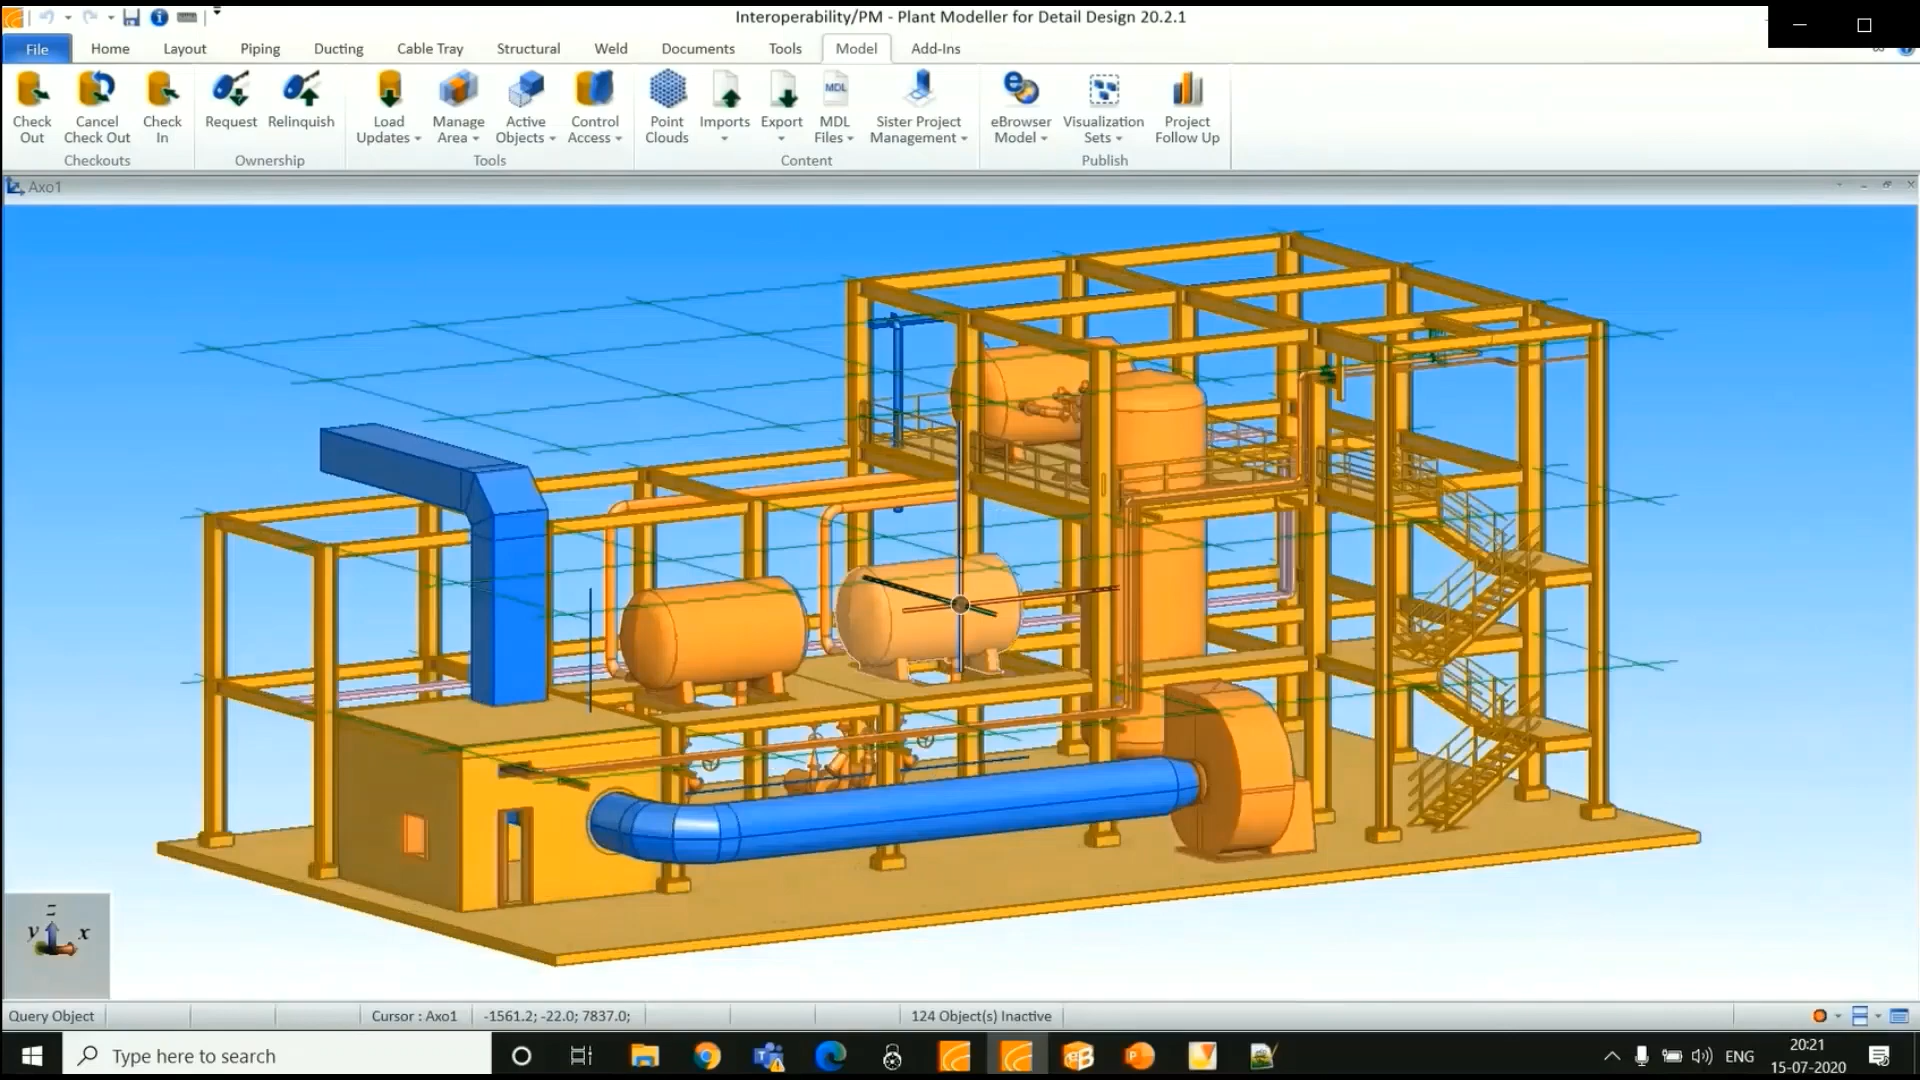 Interoperability/PM - Plant Modeller for Detail Design 20.2.1
File Home Layout Piping Ducting Cable Tray Structural Weld Documents Tools Model Add-Ins
Check Out
Cancel Check Out
Check In
Checkouts
Request
Relinquish
Ownership
Load Updates
Manage Area
Active Objects
Control Access
Tools
Point Clouds
Imports
Export
MDL
MDL Files
Sister Project Management
Content
eBrowser Model
Visualization Sets
Project Follow Up
Publish
Axo1
z
y x
Query Object
Cursor : Axo1
-1561.2; -22.0; 7837.0;
124 Object(s) Inactive
Type here to search
ENG
20:21
15-07-2020